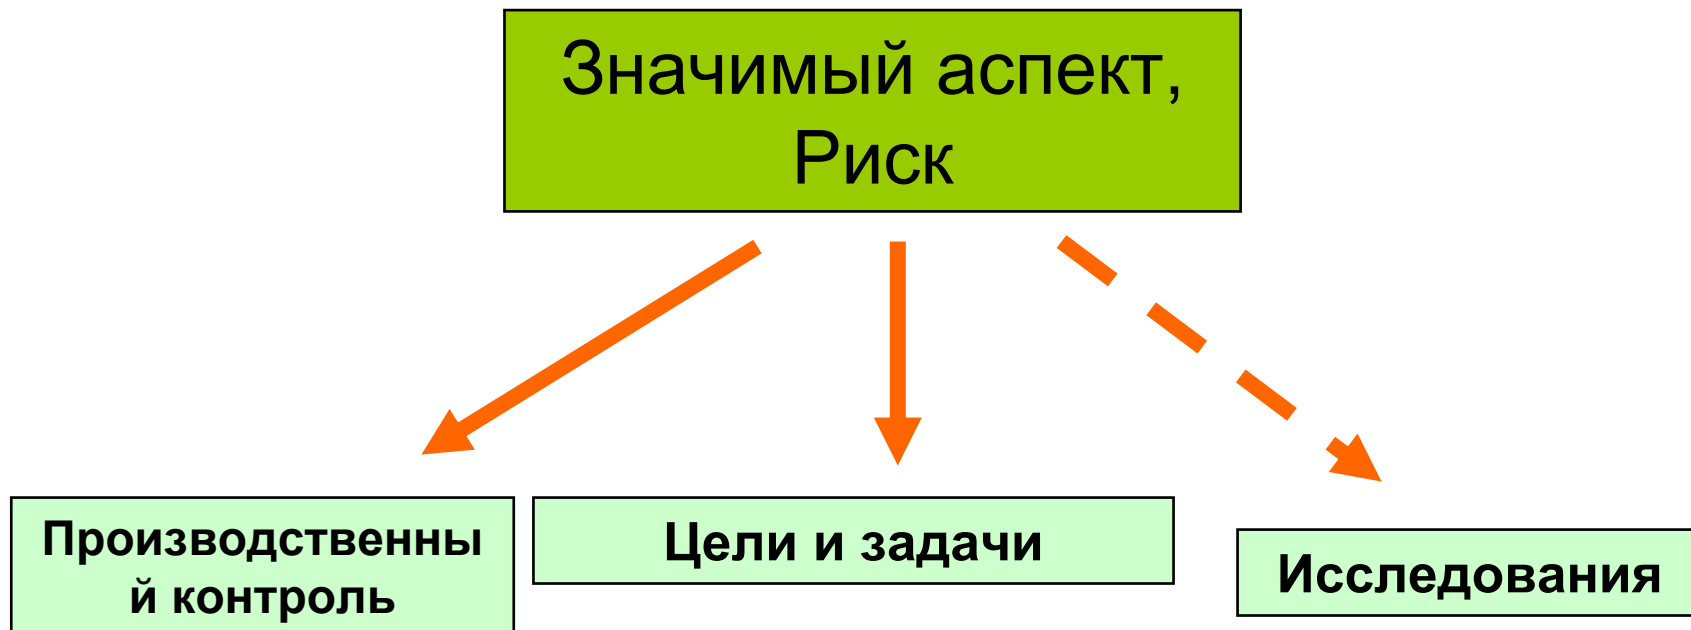 Значимый аспект,
Риск
Производственны
й контроль
Цели и задачи
Исследования